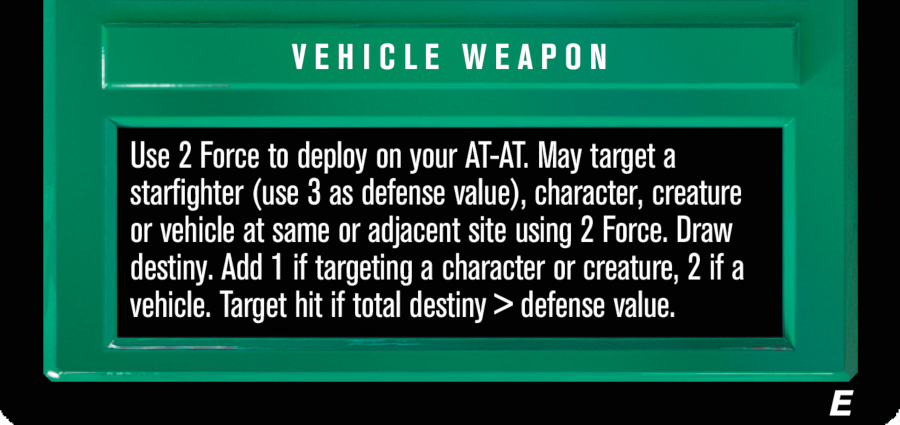 VEHICLE WEAPON
Use 2 Force to deploy on your AT-AT. May target a
starfighter (use 3 as defense value), character, creature
or vehicle at same or adjacent site using 2 Force. Draw
destiny. Add 1 if targeting a character or creature, 2 if a
vehicle. Target hit if total destiny > defense value.
E